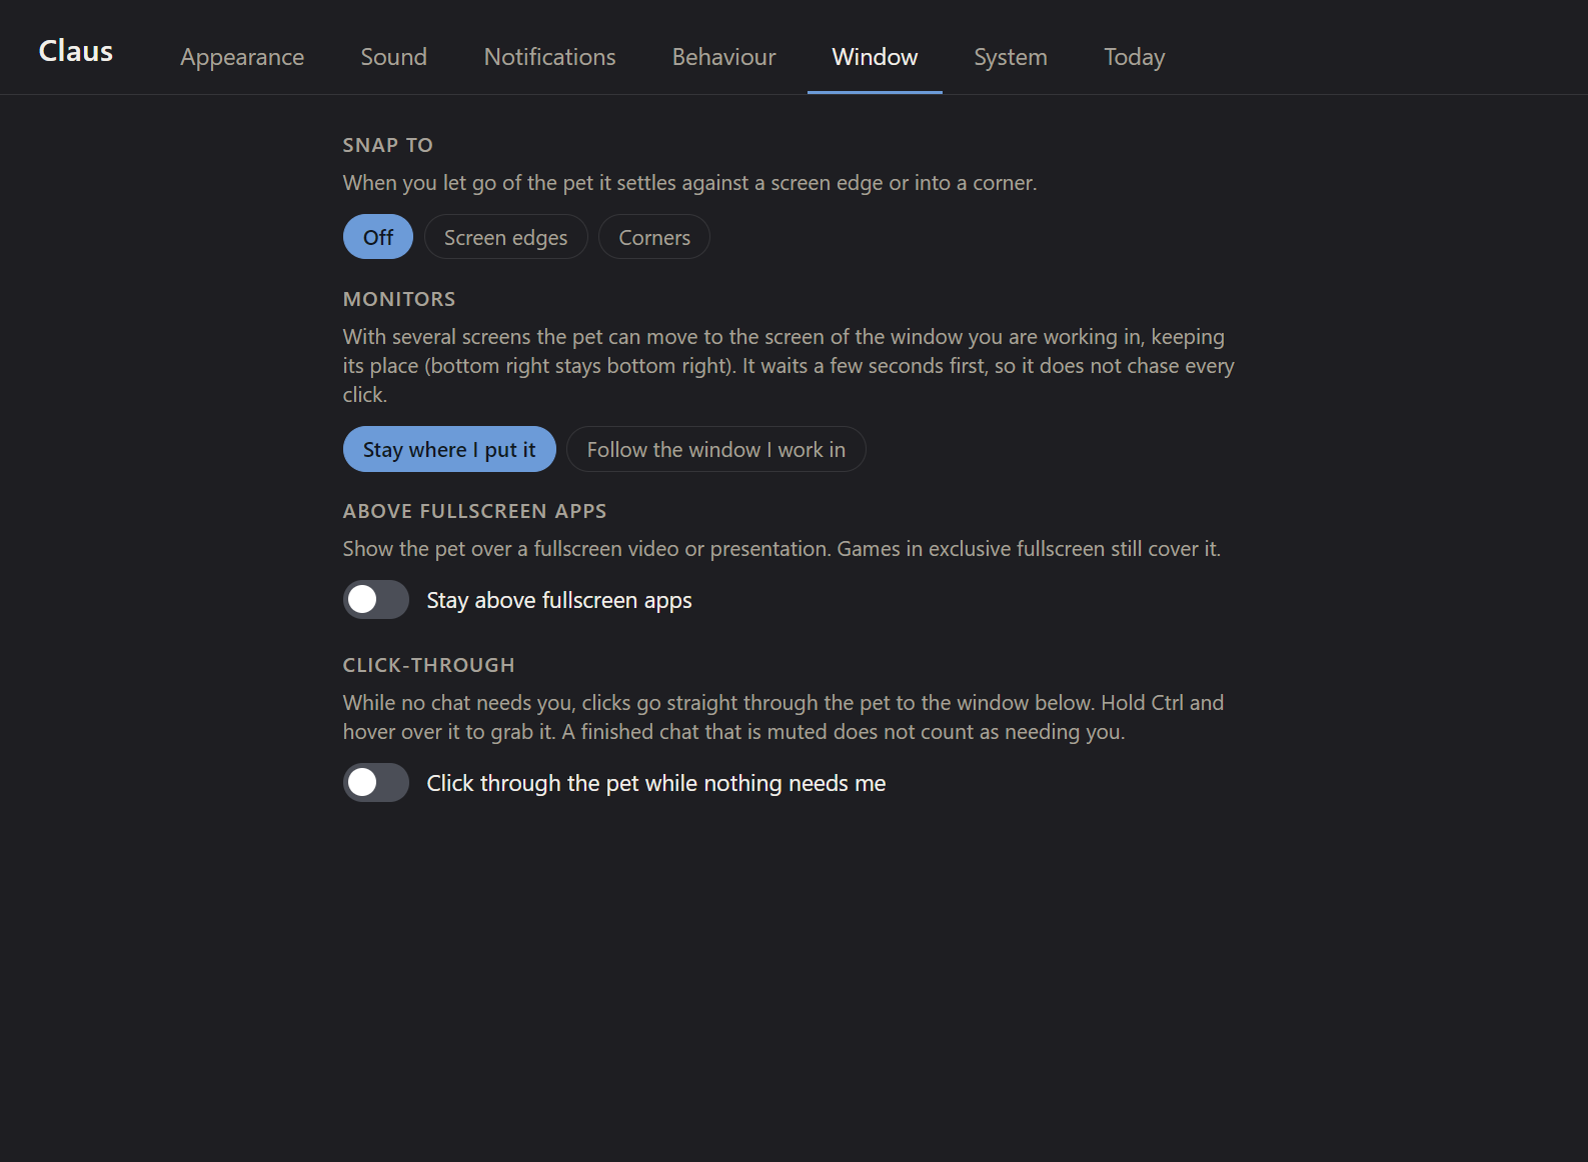 Claus
Appearance
Sound
Notifications
Behaviour
Window
System
Today
SNAP TO
When you let go of the pet it settles against a screen edge or into a corner.
Off
Screen edges
Corners
MONITORS
With several screens the pet can move to the screen of the window you are working in, keeping
its place (bottom right stays bottom right). It waits a few seconds first, so it does not chase every
click.
Stay where I put it
Follow the window I work in
ABOVE FULLSCREEN APPS
Show the pet over a fullscreen video or presentation. Games in exclusive fullscreen still cover it.
Stay above fullscreen apps
CLICK-THROUGH
While no chat needs you, clicks go straight through the pet to the window below. Hold Ctrl and
hover over it to grab it. A finished chat that is muted does not count as needing you.
Click through the pet while nothing needs me